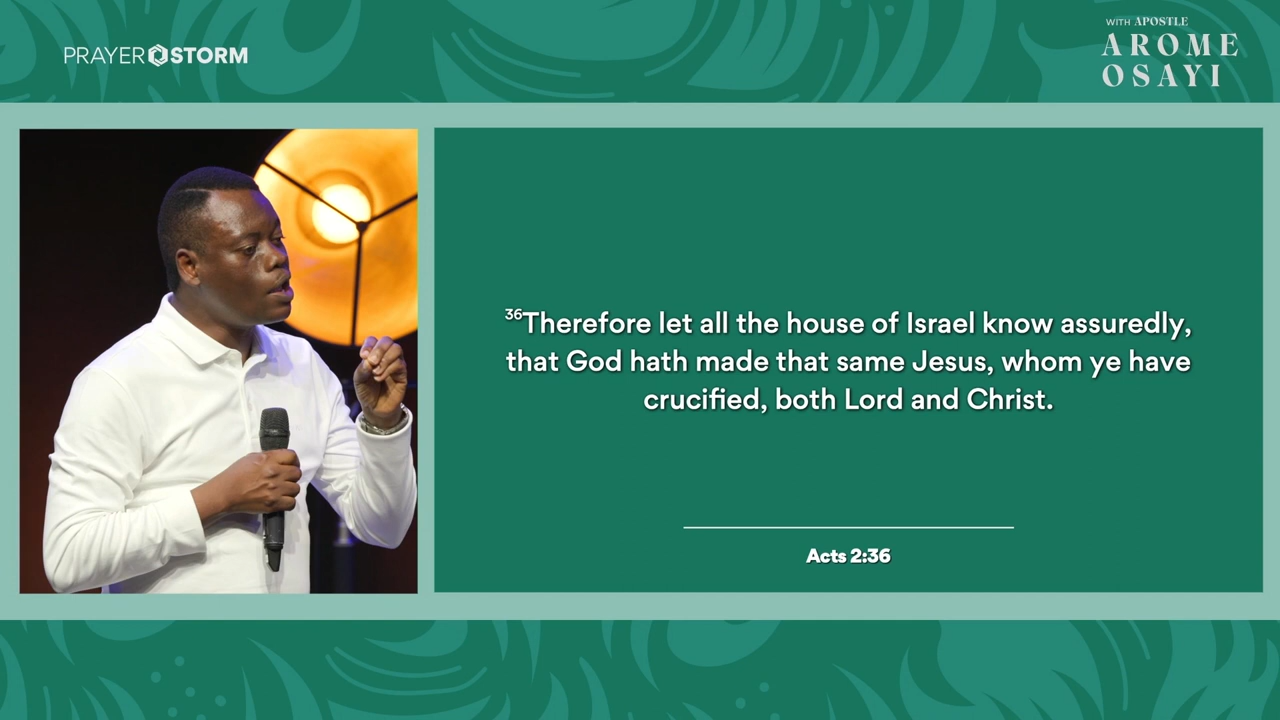 PRAYER STORM
WITH APOSTLE
AROME
OSAYI
36Therefore let all the house of Israel know assuredly,
that God hath made that same Jesus, whom ye have
crucified, both Lord and Christ.
Acts 2:36